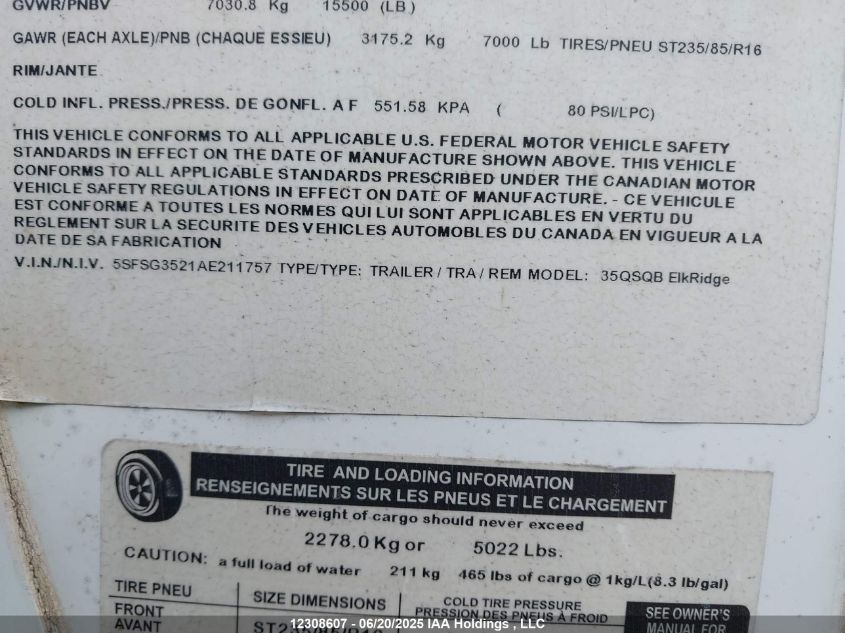 GVWR/PNBV 7030.8 Kg 15500 (LB)
GAWR (EACH AXLE)/PNB (CHAQUE ESSIEU) 3175.2 Kg 7000 Lb TIRES/PNEU ST235/85/R16
RIM/JANTE
COLD INFL. PRESS./PRESS. DE GONFL. A F 551.58 KPA ( 80 PSI/LPC)
THIS VEHICLE CONFORMS TO ALL APPLICABLE U.S. FEDERAL MOTOR VEHICLE SAFETY
STANDARDS IN EFFECT ON THE DATE OF MANUFACTURE SHOWN ABOVE. THIS VEHICLE
CONFORMS TO ALL APPLICABLE STANDARDS PRESCRIBED UNDER THE CANADIAN MOTOR
VEHICLE SAFETY REGULATIONS IN EFFECT ON DATE OF MANUFACTURE. - CE VEHICULE
EST CONFORME A TOUTES LES NORMES QUI LUI SONT APPLICABLES EN VERTU DU
REGLEMENT SUR LA SECURITE DES VEHICLES AUTOMOBLES DU CANADA EN VIGUEUR A LA
DATE DE SA FABRICATION
V.I.N./N.I.V. 5SFSG3521AE211757 TYPE/TYPE: TRAILER / TRA / REM MODEL: 35QSQB ElkRidge
TIRE AND LOADING INFORMATION
RENSEIGNEMENTS SUR LES PNEUS ET LE CHARGEMENT
The weight of cargo should never exceed
2278.0 Kg or 5022 Lbs.
CAUTION: a full load of water 211 kg 465 lbs of cargo @ 1kg/L(8.3 lb/gal)
TIRE PNEU SIZE DIMENSIONS COLD TIRE PRESSURE
PRESSION DES PNEUS À FROID
SEE OWNER'S
MANUAL FOR
FRONT
AVANT ST235/85/R16
12308607 - 06/20/2025 IAA Holdings , LLC